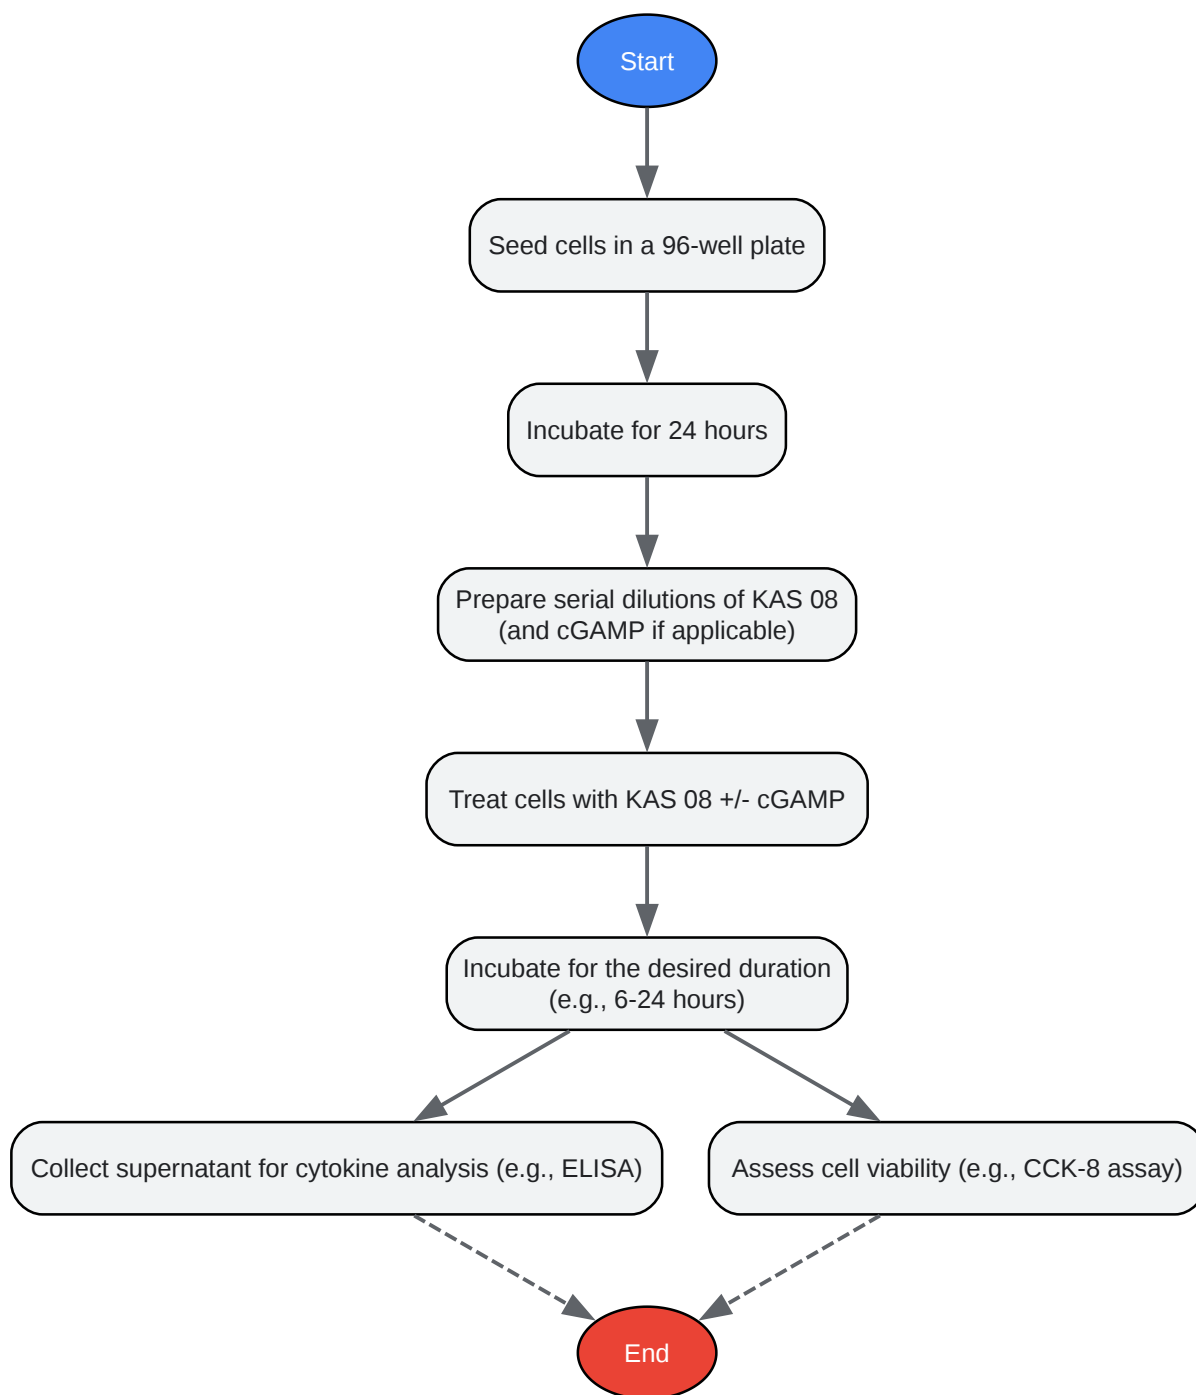 Start
Seed cells in a 96-well plate
Incubate for 24 hours
Prepare serial dilutions of KAS 08
(and cGAMP if applicable)
Treat cells with KAS 08 +/- cGAMP
Incubate for the desired duration
(e.g., 6-24 hours)
Collect supernatant for cytokine analysis (e.g., ELISA)
Assess cell viability (e.g., CCK-8 assay)
End